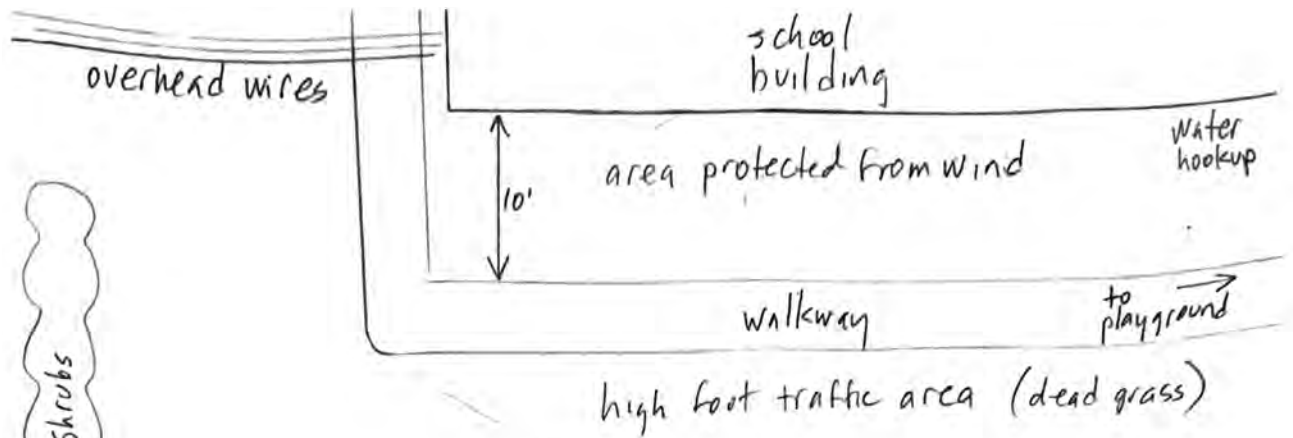 school
building
overhead wires
water
hookup
area protected from wind
10'
to
playground
walkway
shrubs
high foot traffic area (dead grass)